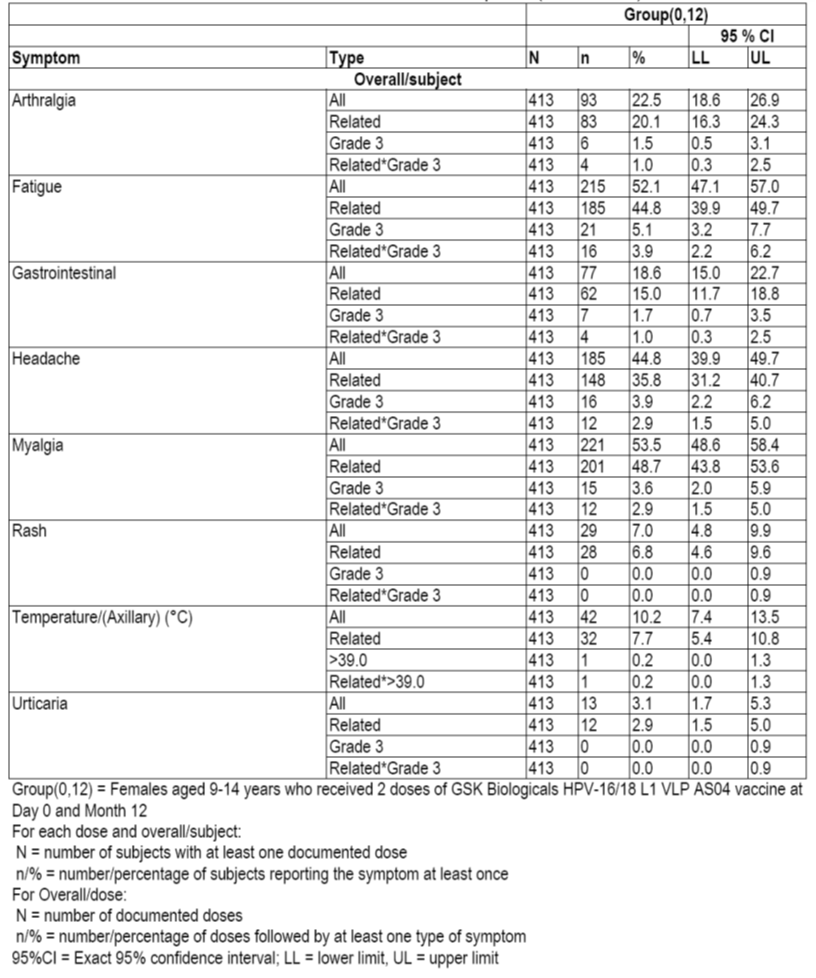 Group(0,12)
95 % CI
Symptom Type N n % LL UL
Overall/subject
Arthralgia All 413 93 22.5 18.6 26.9
Related 413 83 20.1 16.3 24.3
Grade 3 413 6 1.5 0.5 3.1
Related*Grade 3 413 4 1.0 0.3 2.5
Fatigue All 413 215 52.1 47.1 57.0
Related 413 185 44.8 39.9 49.7
Grade 3 413 21 5.1 3.2 7.7
Related*Grade 3 413 16 3.9 2.2 6.2
Gastrointestinal All 413 77 18.6 15.0 22.7
Related 413 62 15.0 11.7 18.8
Grade 3 413 7 1.7 0.7 3.5
Related*Grade 3 413 4 1.0 0.3 2.5
Headache All 413 185 44.8 39.9 49.7
Related 413 148 35.8 31.2 40.7
Grade 3 413 16 3.9 2.2 6.2
Related*Grade 3 413 12 2.9 1.5 5.0
Myalgia All 413 221 53.5 48.6 58.4
Related 413 201 48.7 43.8 53.6
Grade 3 413 15 3.6 2.0 5.9
Related*Grade 3 413 12 2.9 1.5 5.0
Rash All 413 29 7.0 4.8 9.9
Related 413 28 6.8 4.6 9.6
Grade 3 413 0 0.0 0.0 0.9
Related*Grade 3 413 0 0.0 0.0 0.9
Temperature/(Axillary) (°C) All 413 42 10.2 7.4 13.5
Related 413 32 7.7 5.4 10.8
>39.0 413 1 0.2 0.0 1.3
Related*>39.0 413 1 0.2 0.0 1.3
Urticaria All 413 13 3.1 1.7 5.3
Related 413 12 2.9 1.5 5.0
Grade 3 413 0 0.0 0.0 0.9
Related*Grade 3 413 0 0.0 0.0 0.9
Group(0,12) = Females aged 9-14 years who received 2 doses of GSK Biologicals HPV-16/18 L1 VLP AS04 vaccine at
Day 0 and Month 12
For each dose and overall/subject:
N = number of subjects with at least one documented dose
n/% = number/percentage of subjects reporting the symptom at least once
For Overall/dose:
N = number of documented doses
n/% = number/percentage of doses followed by at least one type of symptom
95%CI = Exact 95% confidence interval; LL = lower limit, UL = upper limit